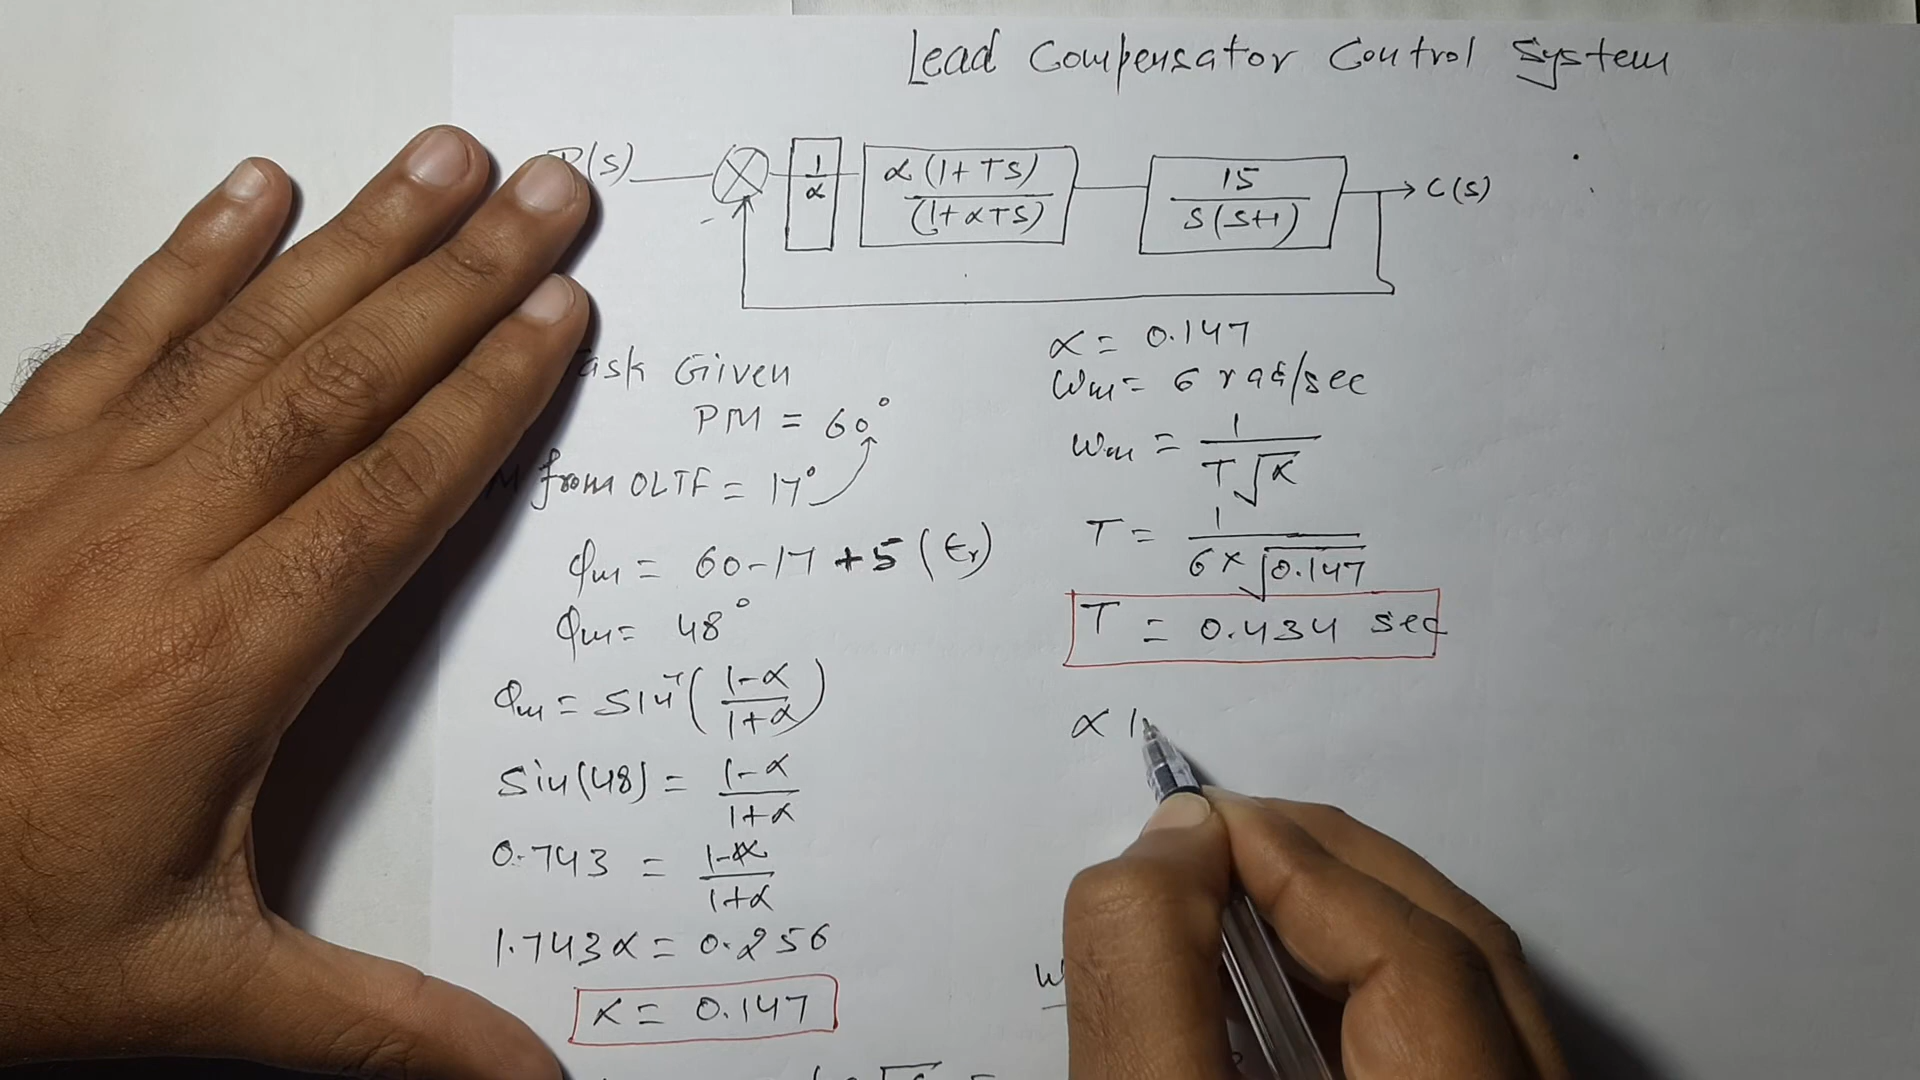 Lead Compensator Control System
R(s)
1/α
α(1+TS)/(1+αTS)
15/S(S+1)
C(S)
-
Task Given
PM = 60°
M from OLTF = 17°
φm = 60-17+5 (Er)
φm = 48°
φm = sin⁻¹((1-α)/(1+α))
Sin(48) = (1-α)/(1+α)
0.743 = (1-α)/(1+α)
1.743α = 0.256
α = 0.147
α = 0.147
ωm = 6 rad/sec
ωm = 1/(T√α)
T = 1/(6×√0.147)
T = 0.434 sec
α